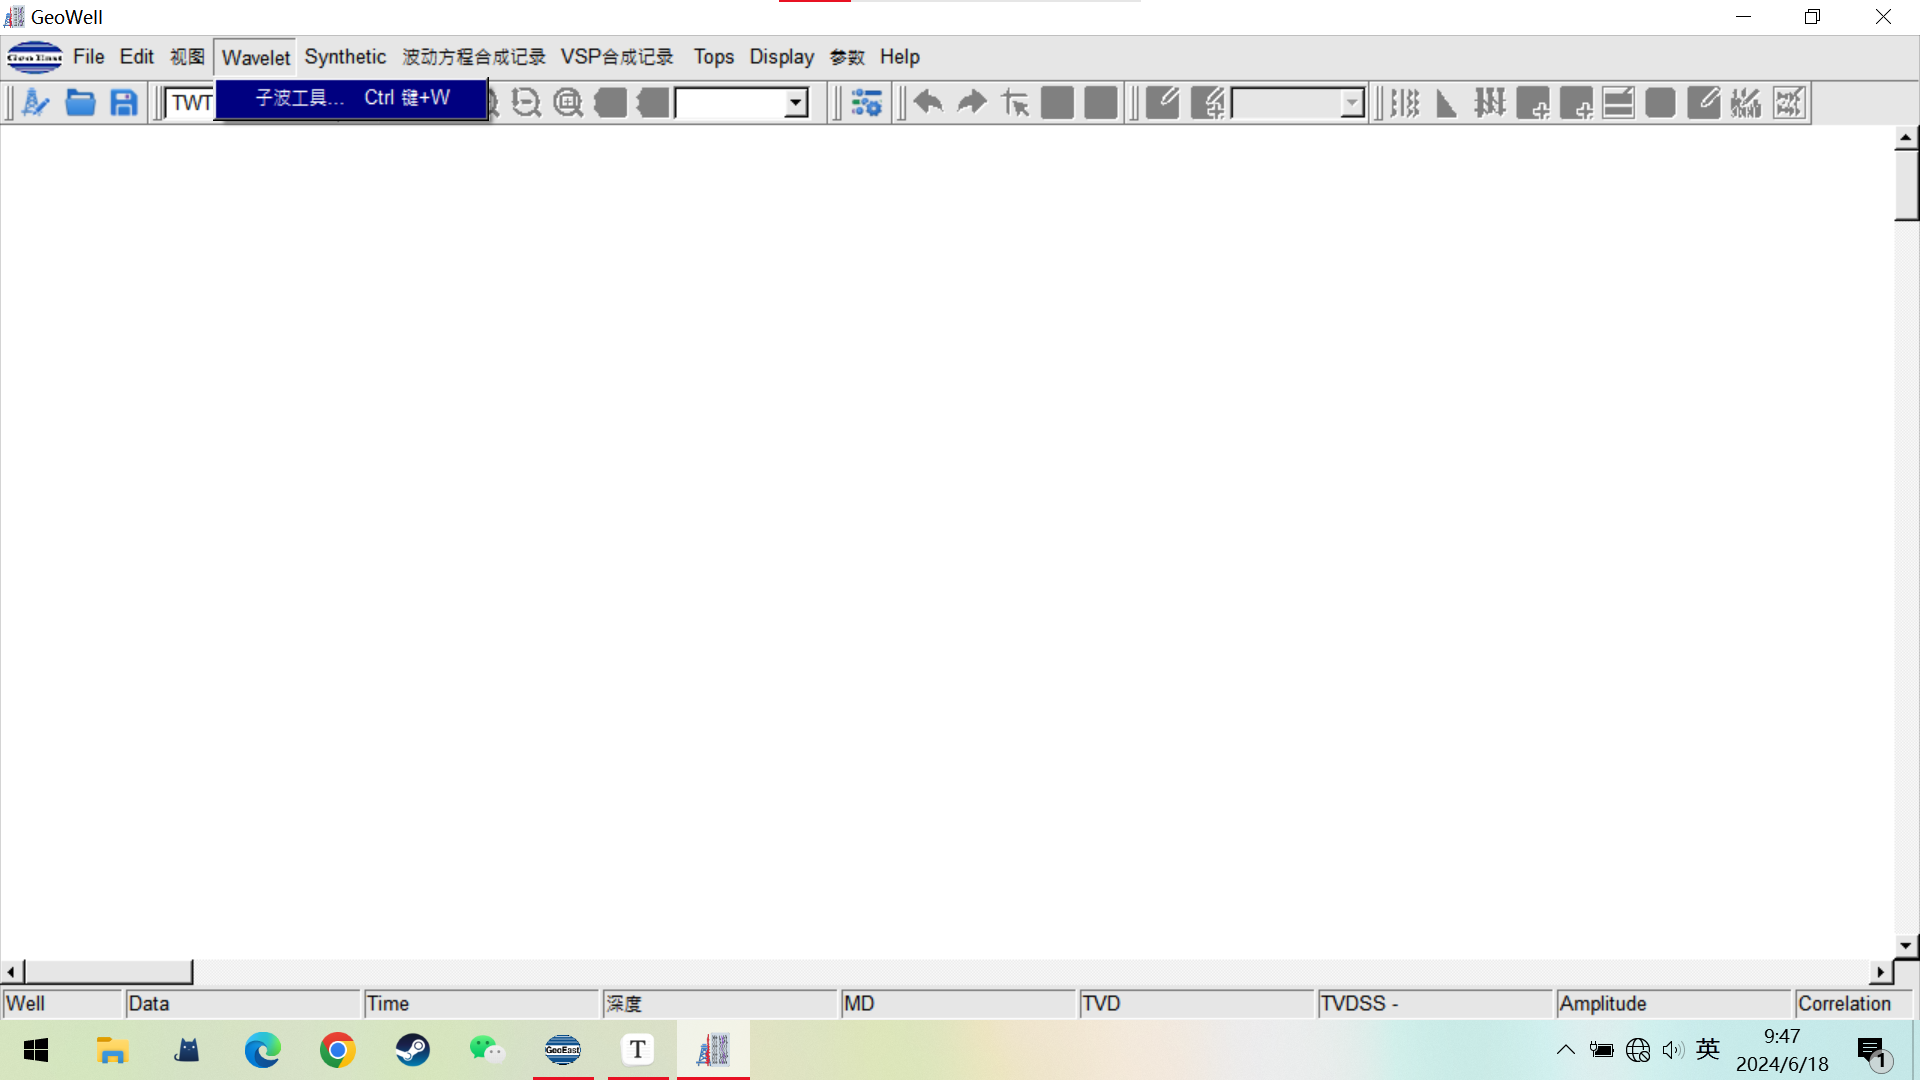 GeoWell
GeoEast File Edit 视图 Wavelet Synthetic 波动方程合成记录 VSP合成记录 Tops Display 参数 Help
TWT 子波工具... Ctrl 键+W
Well Data Time 深度 MD TVD TVDSS - Amplitude Correlation
GeoEast T 英 9:47
2024/6/18 1